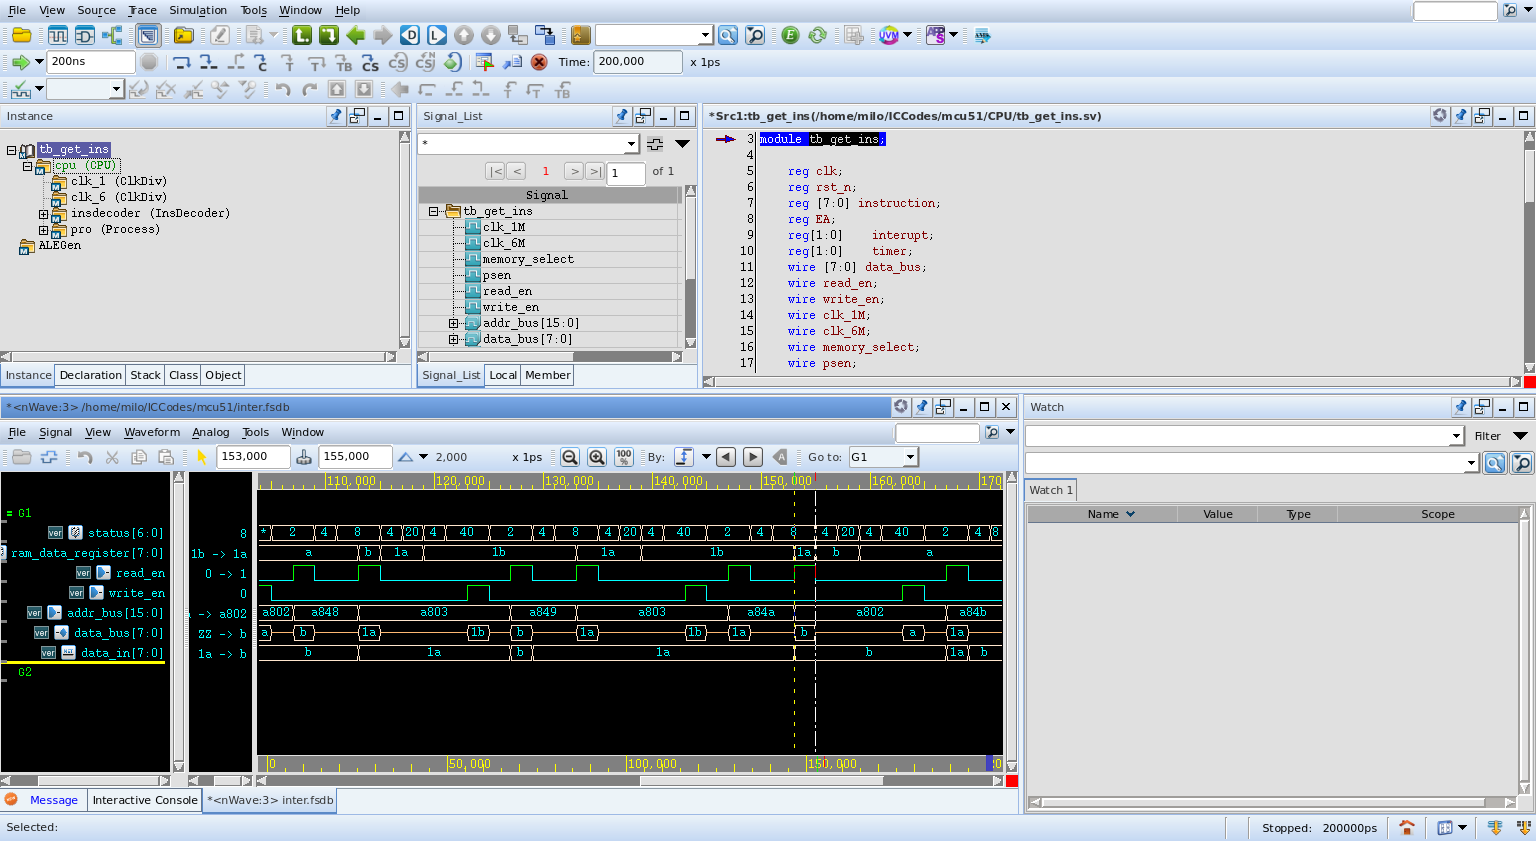 File View Source Trace Simulation Tools Window Help
200ns Time: 200,000 x 1ps
Instance
tb_get_ins
cpu (CPU)
clk_1 (ClkDiv)
clk_6 (ClkDiv)
insdecoder (InsDecoder)
pro (Process)
ALEGen
Instance Declaration Stack Class Object
Signal_List
*
|< < 1 > >| 1 of 1
Signal
tb_get_ins
clk_1M
clk_6M
memory_select
psen
read_en
write_en
addr_bus[15:0]
data_bus[7:0]
Signal_List Local Member
*Src1:tb_get_ins(/home/milo/ICCodes/mcu51/CPU/tb_get_ins.sv)
3 module tb_get_ins;
4
5 reg clk;
6 reg rst_n;
7 reg [7:0] instruction;
8 reg EA;
9 reg[1:0] interupt;
10 reg[1:0] timer;
11 wire [7:0] data_bus;
12 wire read_en;
13 wire write_en;
14 wire clk_1M;
15 wire clk_6M;
16 wire memory_select;
17 wire psen;
*<nWave:3> /home/milo/ICCodes/mcu51/inter.fsdb
File Signal View Waveform Analog Tools Window
153,000 155,000 2,000 x 1ps 100% By: Go to: G1
110,000 120,000 130,000 140,000 150,000 160,000 170
= G1
ver status[6:0] 8 * 2 4 8 4 20 4 40 2 4 8 4 20 4 40 2 4 8 4 20 4 40 2 4 8
ram_data_register[7:0] 1b -> 1a a b 1a 1b 1a 1b 1a b a
ver read_en 0 -> 1
ver write_en 0
ver addr_bus[15:0] -> a802 a802 a848 a803 a849 a803 a84a a802 a84b
ver data_bus[7:0] ZZ -> b a b 1a 1b b 1a 1b 1a b a 1a
ver data_in[7:0] 1a -> b b 1a b 1a b 1a b
G2
0 50,000 100,000 150,000
Message Interactive Console *<nWave:3> inter.fsdb
Watch
Filter
Watch 1
Name Value Type Scope
Selected: Stopped: 200000ps